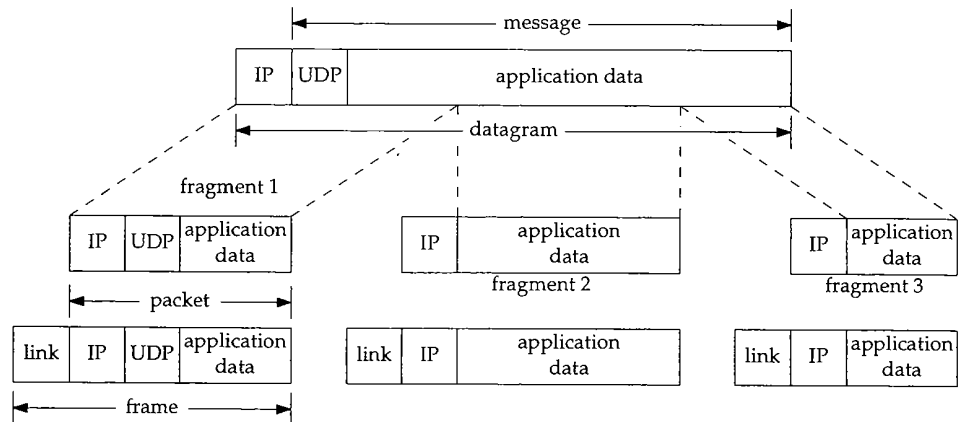 message
IP UDP application data
datagram
fragment 1
IP UDP application
data
IP application
data
IP application
data
fragment 2
fragment 3
packet
link IP UDP application
data
link IP application
data
link IP application
data
frame